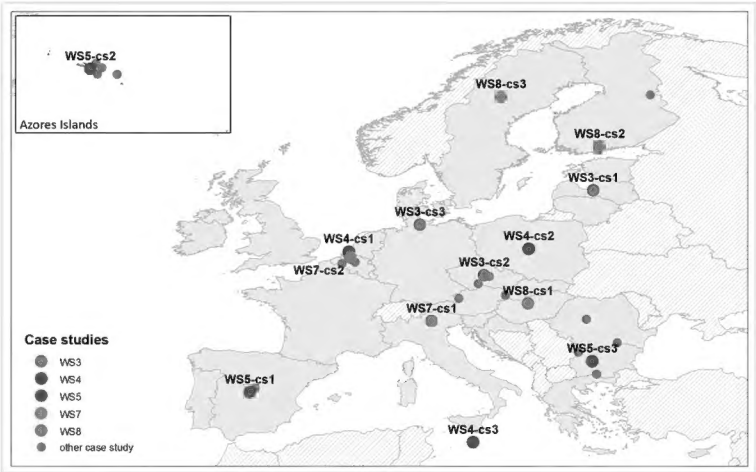 WS5-cs2
Azores Islands
WS8-cs3
WS8-cs2
WS3-cs1
WS3-cs3
WS4-cs1
WS4-cs2
WS7-cs2
WS3-cs2
WS8-cs1
WS7-cs1
WS5-cs3
WS5-cs1
WS4-cs3
Case studies
WS3
WS4
WS5
WS7
WS8
other case study